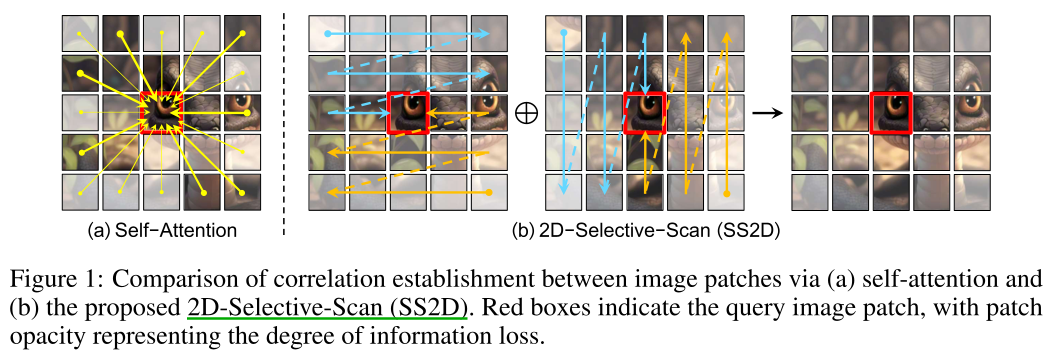 (a) Self−Attention
(b) 2D−Selective−Scan (SS2D)
Figure 1: Comparison of correlation establishment between image patches via (a) self-attention and
(b) the proposed 2D-Selective-Scan (SS2D). Red boxes indicate the query image patch, with patch
opacity representing the degree of information loss.